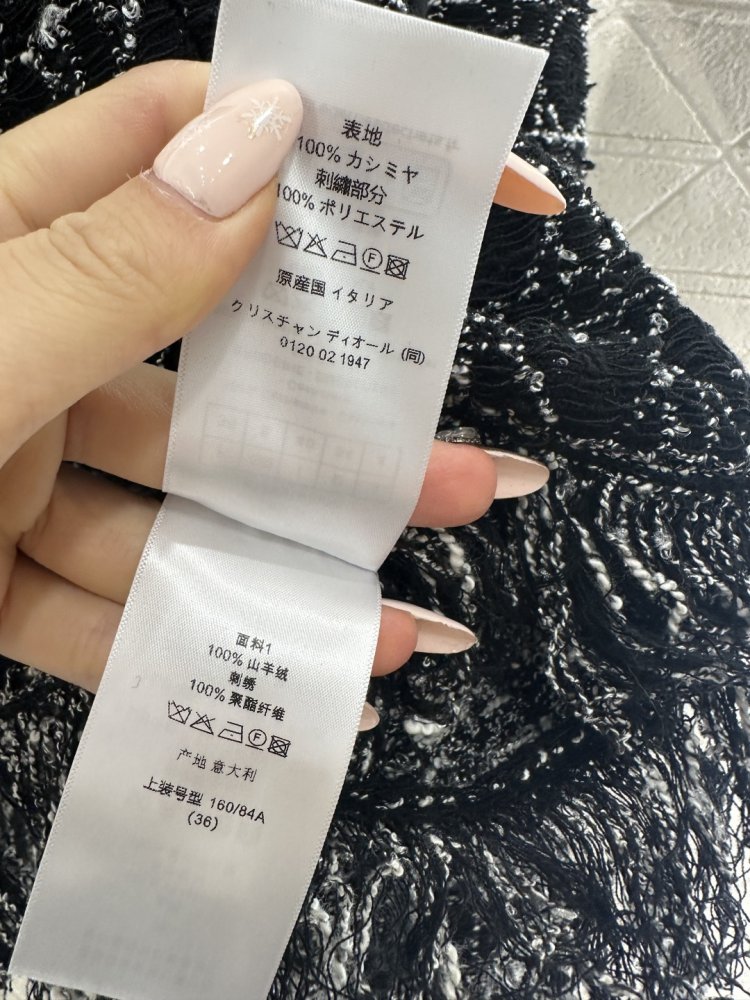 表地
100% カシミヤ
刺繍部分
100% ポリエステル
F
原産国 イタリア
クリスチャン ディオール (同)
0120 02 1947
面料1
100% 山羊绒
刺绣
100% 聚酯纤维
F
产地 意大利
上装号型 160/84A
(36)